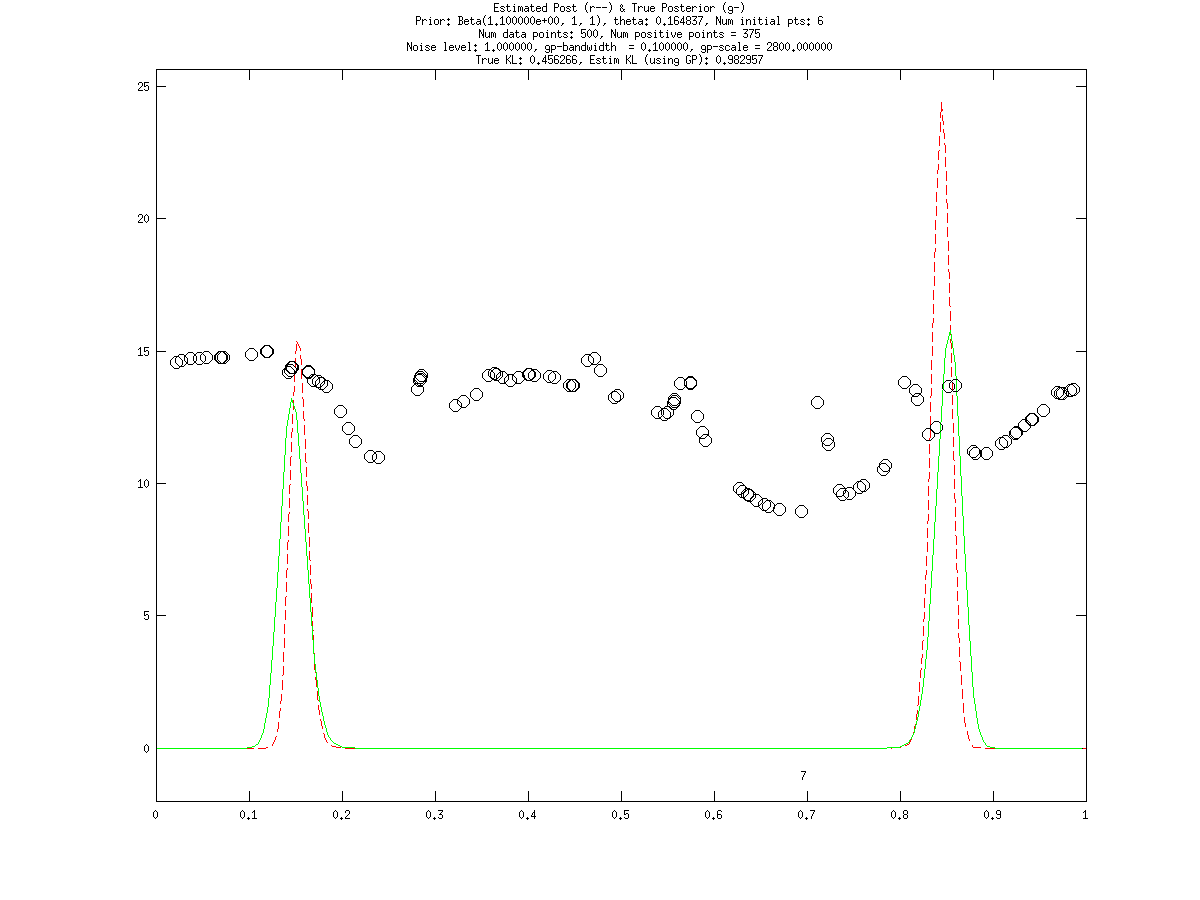 Estimated Post (r--) & True Posterior (g-)
Prior: Beta(1.100000e+00, 1, 1), theta: 0.164837, Num initial pts: 6
Num data points: 500, Num positive points = 375
Noise level: 1.000000, gp-bandwidth  = 0.100000, gp-scale = 2800.000000
True KL: 0.456266, Estim KL (using GP): 0.982957
25
20
15
10
5
0
7
0 0.1 0.2 0.3 0.4 0.5 0.6 0.7 0.8 0.9 1